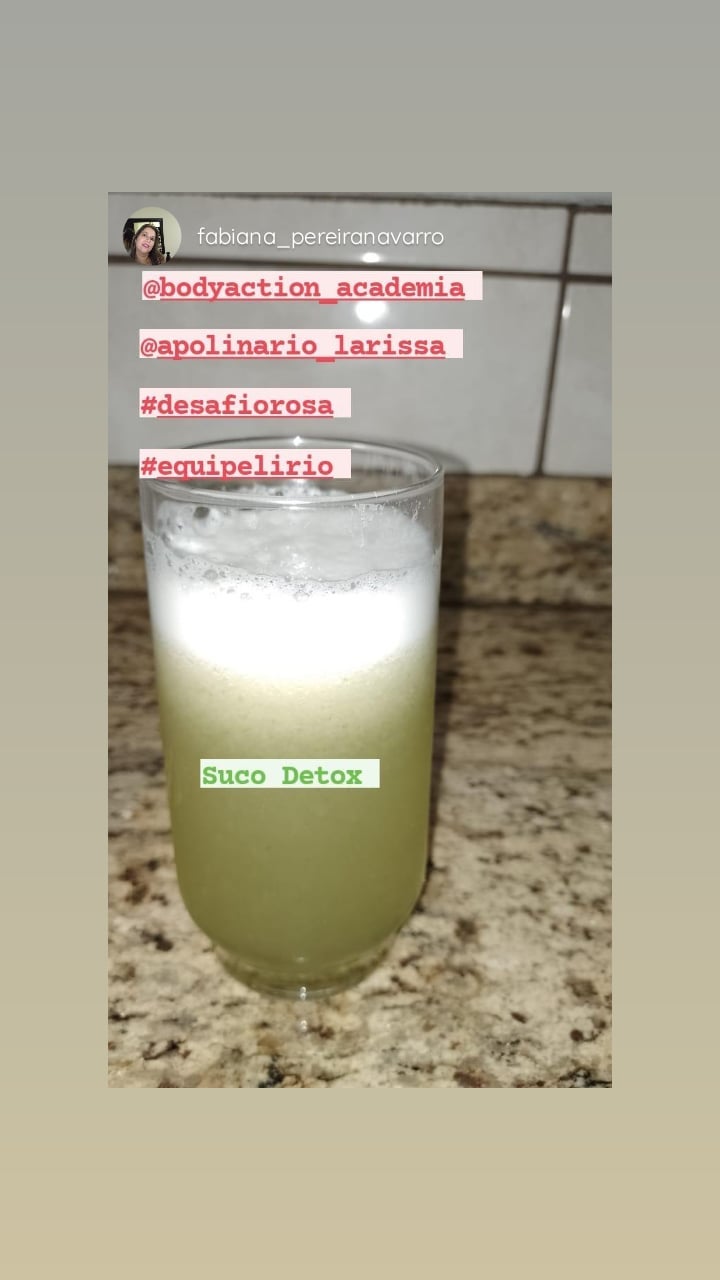 fabiana_pereiranavarro
@bodyaction_academia
@apolinario_larissa
#desafiorosa
#equipelirio
Suco Detox